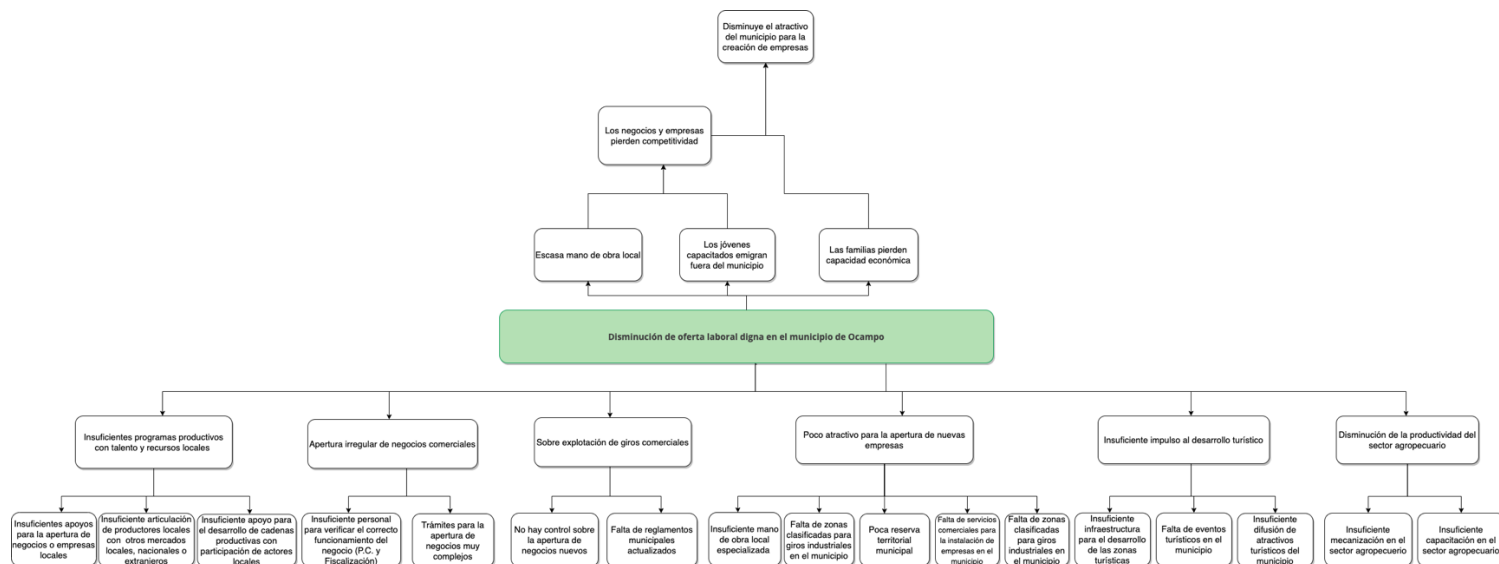 Disminuye el atractivo
del municipio para la
creación de empresas
Los negocios y empresas
pierden competitividad
Escasa mano de obra local
Los jóvenes
capacitados emigran
fuera del municipio
Las familias pierden
capacidad económica
Disminución de oferta laboral digna en el municipio de Ocampo
Insuficientes programas productivos
con talento y recursos locales
Apertura irregular de negocios comerciales
Sobre explotación de giros comerciales
Poco atractivo para la apertura de nuevas
empresas
Insuficiente impulso al desarrollo turístico
Disminución de la productividad del
sector agropecuario
Insuficientes apoyos
para la apertura de
negocios o empresas
locales
Insuficiente articulación
de productores locales
con otros mercados
locales, nacionales o
extranjeros
Insuficiente apoyo para
el desarrollo de cadenas
productivas con
participación de actores
locales
Insuficiente personal
para verificar el correcto
funcionamiento del
negocio (P.C. y
Fiscalización)
Trámites para la
apertura de
negocios muy
complejos
No hay control sobre
la apertura de
negocios nuevos
Falta de reglamentos
municipales
actualizados
Insuficiente mano
de obra local
especializada
Falta de zonas
clasificadas para
giros industriales
en el municipio
Poca reserva
territorial
municipal
Falta de servicios
comerciales para
la instalación de
empresas en el
municipio
Falta de zonas
clasificadas
para giros
industriales en
el municipio
Insuficiente
infraestructura
para el desarrollo
de las zonas
turísticas
Falta de eventos
turísticos en el
municipio
Insuficiente
difusión de
atractivos
turísticos del
municipio
Insuficiente
mecanización en el
sector agropecuerio
Insuficiente
capacitación en el
sector agropecuario